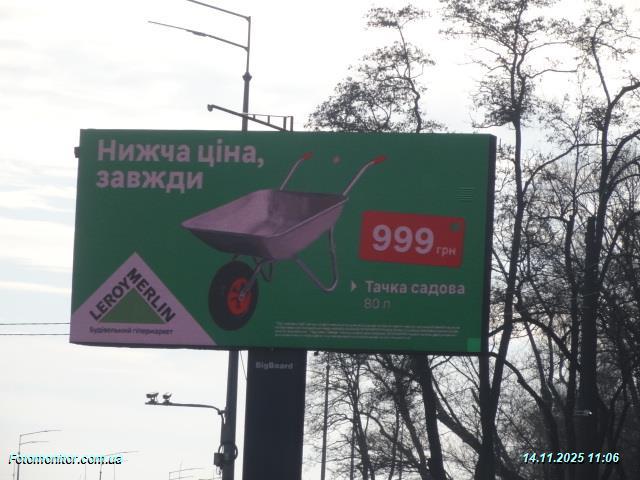 Нижча ціна,
завжди
999 грн
Тачка садова
80 л
LEROY MERLIN
Будівельний гіпермаркет
BigBoard
Fotomonitor.com.ua
14.11.2025 11:06